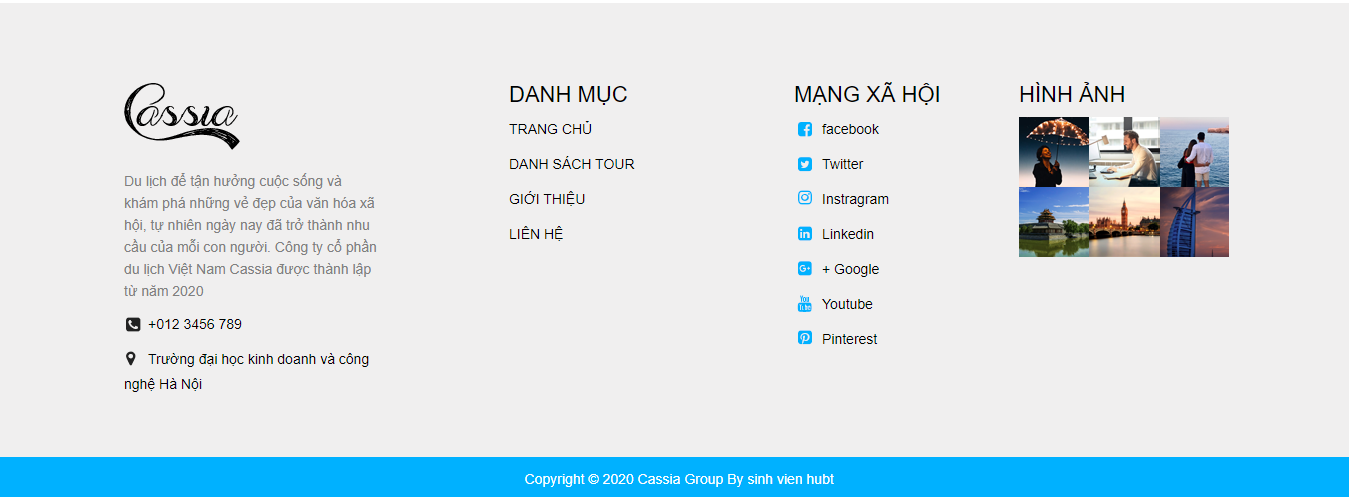 Cassia
Du lịch để tận hưởng cuộc sống và
khám phá những vẻ đẹp của văn hóa xã
hội, tự nhiên ngày nay đã trở thành nhu
cầu của mỗi con người. Công ty cổ phần
du lịch Việt Nam Cassia được thành lập
từ năm 2020
+012 3456 789
Trường đại học kinh doanh và công
nghệ Hà Nội
DANH MỤC
TRANG CHỦ
DANH SÁCH TOUR
GIỚI THIỆU
LIÊN HỆ
MẠNG XÃ HỘI
facebook
Twitter
Instragram
Linkedin
+ Google
Youtube
Pinterest
HÌNH ẢNH
Copyright © 2020 Cassia Group By sinh vien hubt